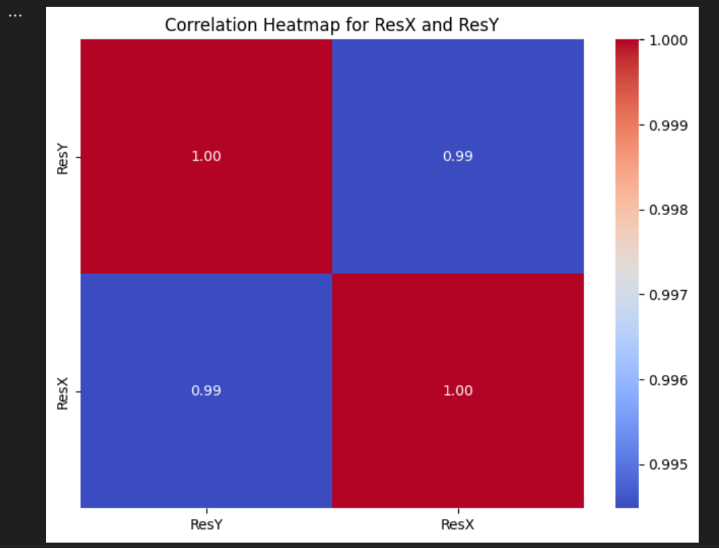 ...
Correlation Heatmap for ResX and ResY
ResY
1.00
0.99
ResX
0.99
1.00
ResY
ResX
1.000
0.999
0.998
0.997
0.996
0.995